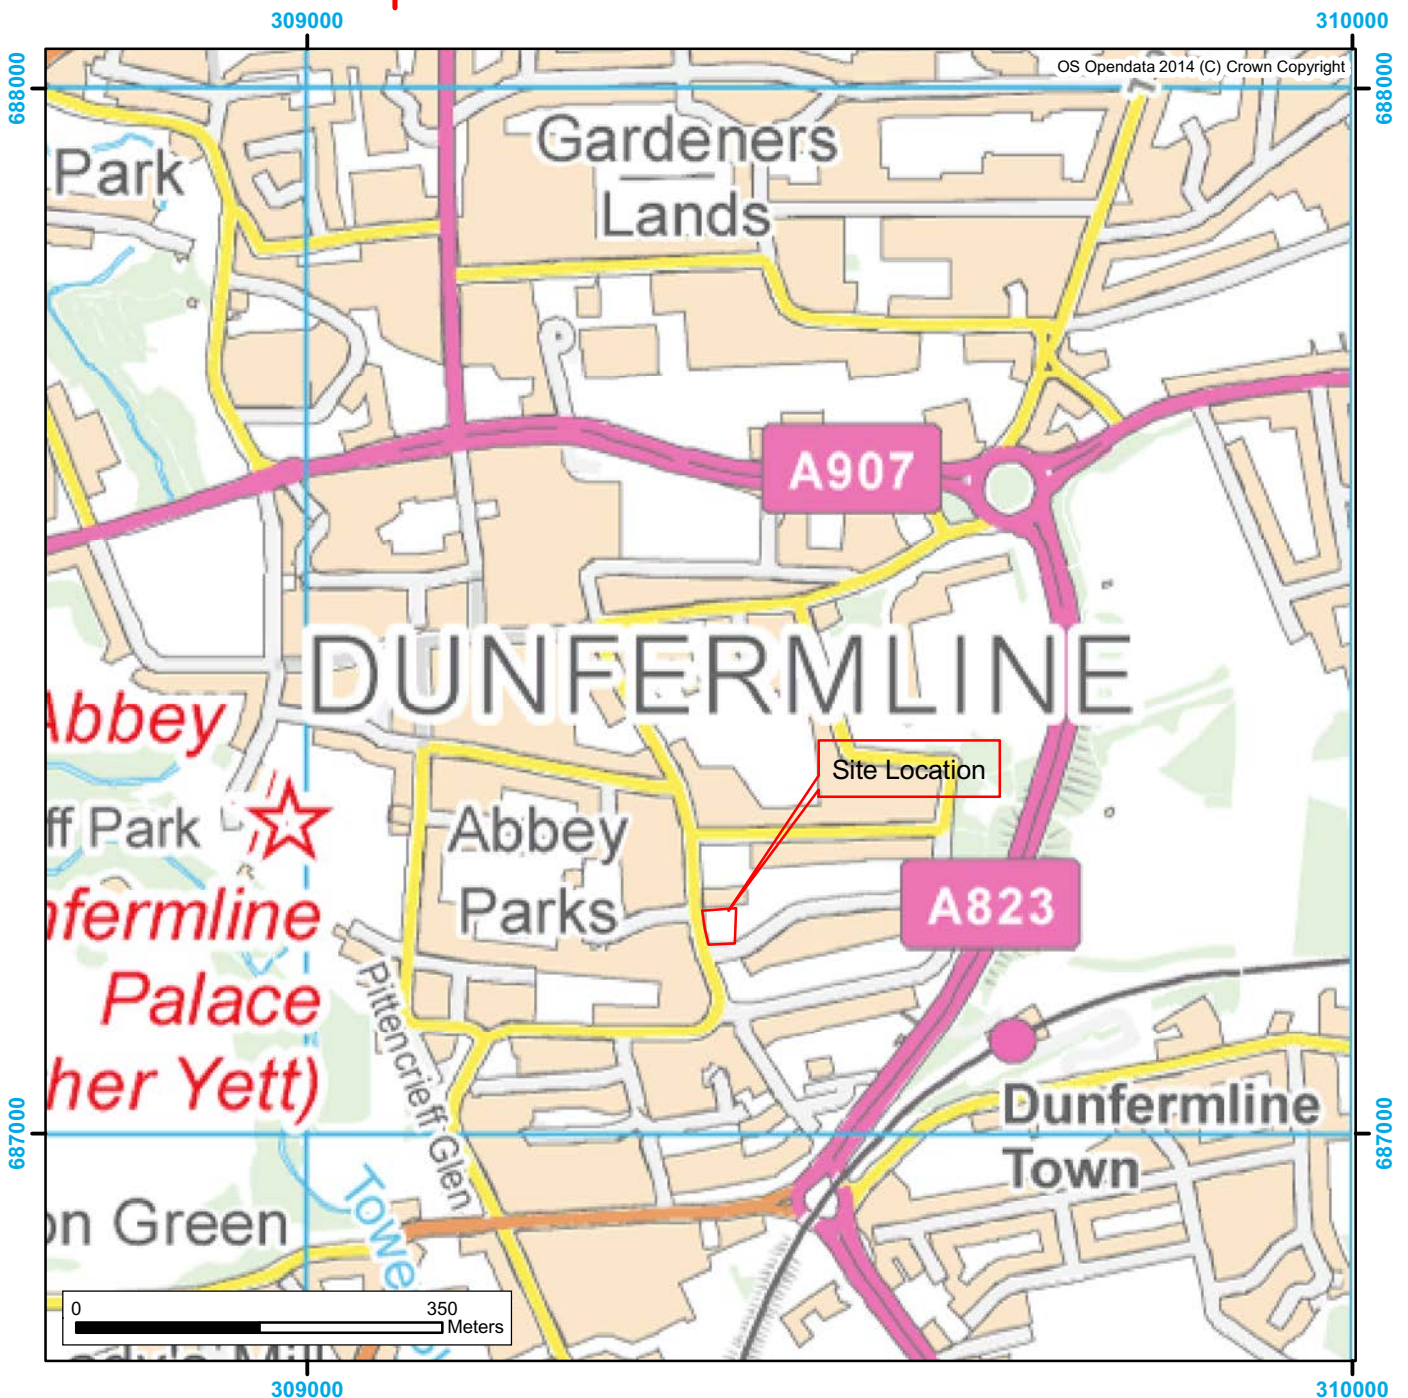 309000
310000
688000
OS Opendata 2014 (C) Crown Copyright
688000
Gardeners
Lands
Park
A907
DUNFERMLINE
Abbey
Site Location
ff Park
Abbey
Parks
A823
nfermline
Palace
her Yett)
Pittencrieff Glen
Dunfermline
Town
687000
687000
on Green
Towe
0
350
Meters
309000
310000